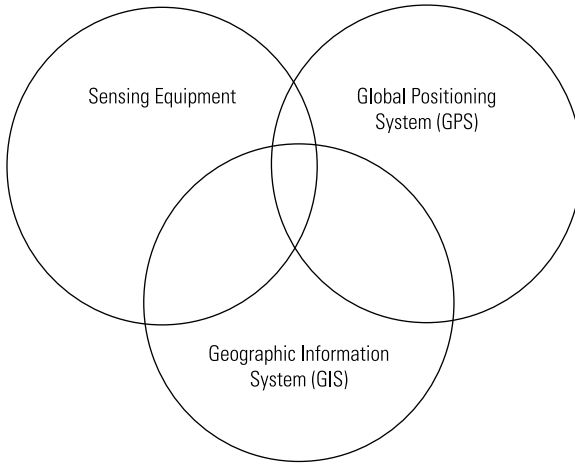 Sensing Equipment
Global Positioning
System (GPS)
Geographic Information
System (GIS)